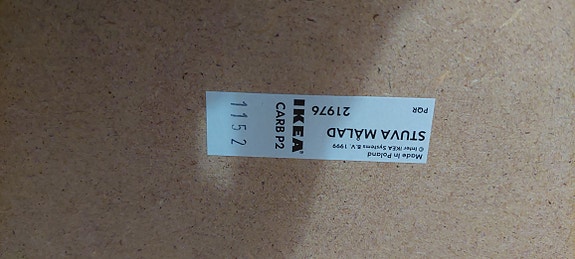 Made in Poland
© Inter IKEA Systems B.V. 1999
STUVA MÅLAD
PQR
21976
IKEA®
CARB P2
1152